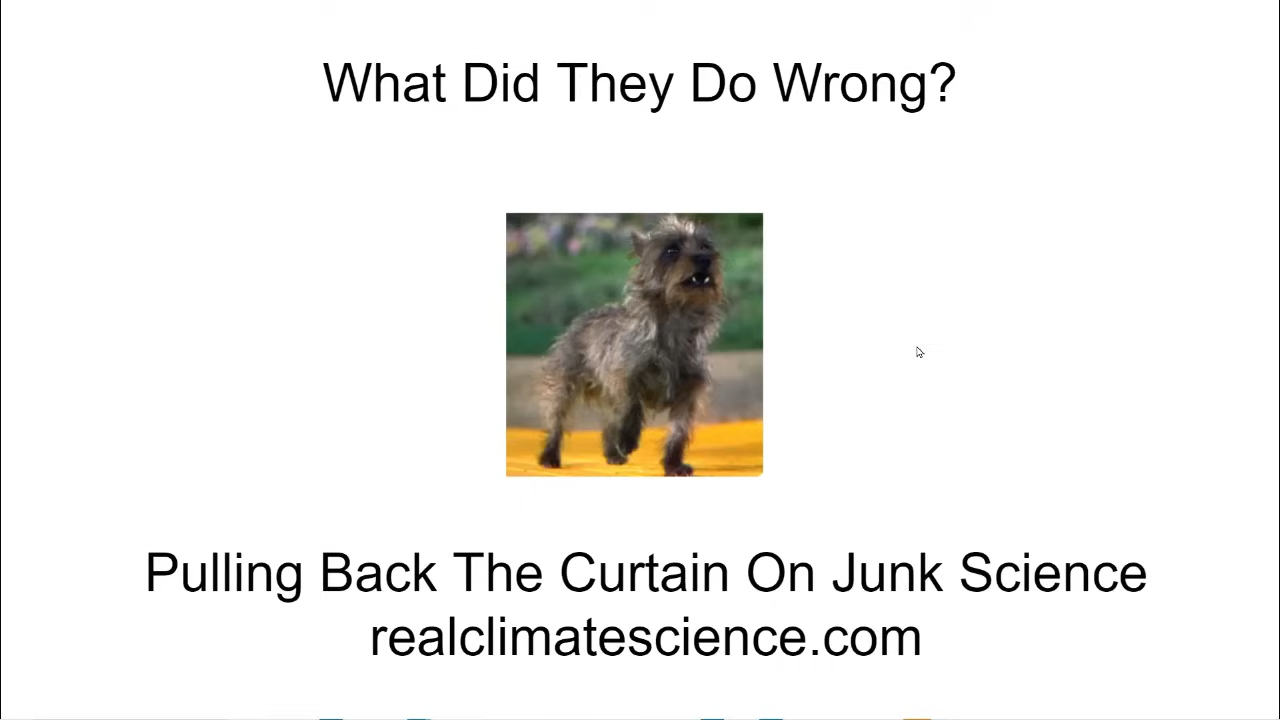 What Did They Do Wrong?
Pulling Back The Curtain On Junk Science
realclimatescience.com